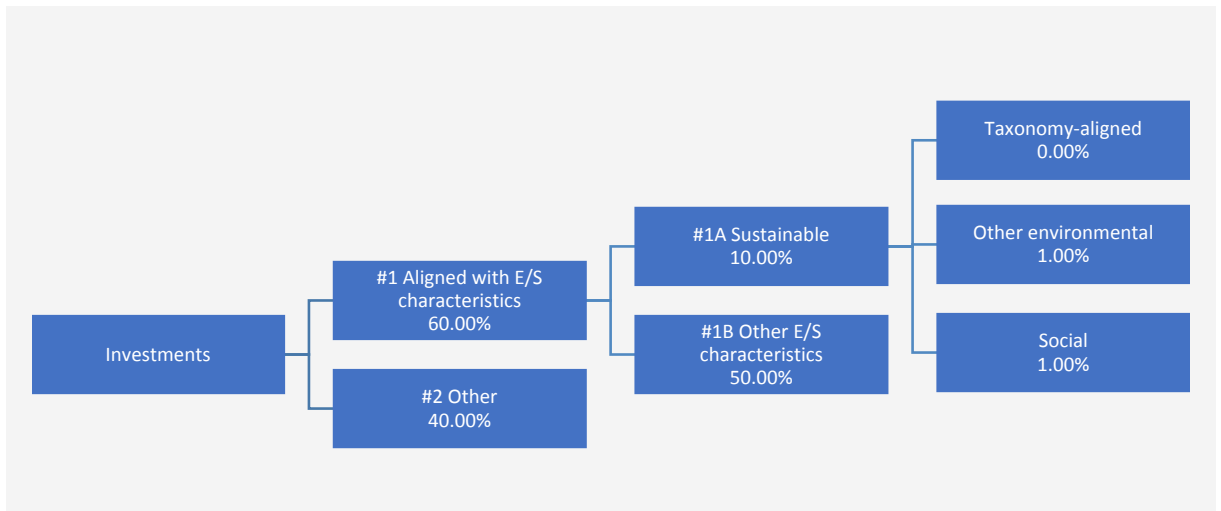 Investments
#1 Aligned with E/S
characteristics
60.00%
#2 Other
40.00%
#1A Sustainable
10.00%
#1B Other E/S
characteristics
50.00%
Taxonomy-aligned
0.00%
Other environmental
1.00%
Social
1.00%